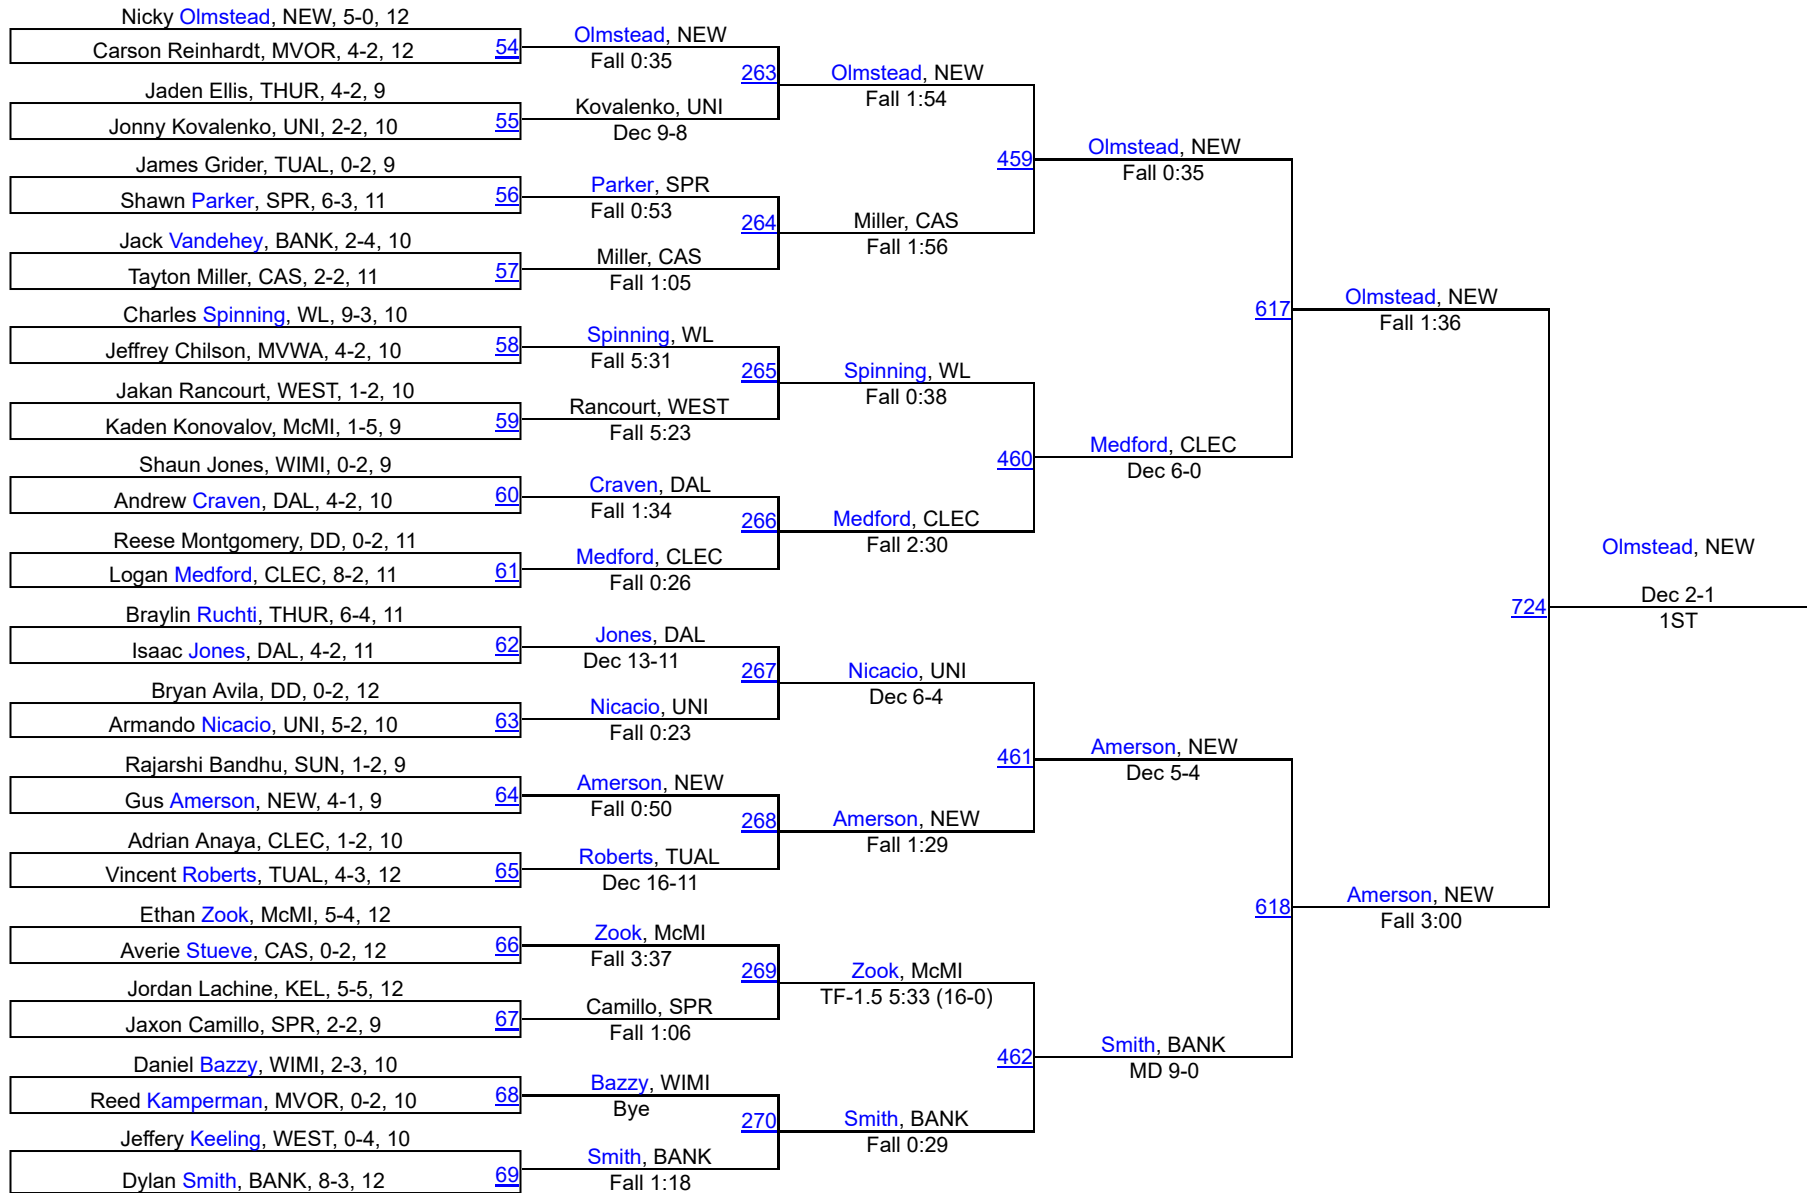 Nicky Olmstead, NEW, 5-0, 12
Carson Reinhardt, MVOR, 4-2, 12
54
Jaden Ellis, THUR, 4-2, 9
Jonny Kovalenko, UNI, 2-2, 10
55
James Grider, TUAL, 0-2, 9
Shawn Parker, SPR, 6-3, 11
56
Jack Vandehey, BANK, 2-4, 10
Tayton Miller, CAS, 2-2, 11
57
Charles Spinning, WL, 9-3, 10
Jeffrey Chilson, MVWA, 4-2, 10
58
Jakan Rancourt, WEST, 1-2, 10
Kaden Konovalov, McMI, 1-5, 9
59
Shaun Jones, WIMI, 0-2, 9
Andrew Craven, DAL, 4-2, 10
60
Reese Montgomery, DD, 0-2, 11
Logan Medford, CLEC, 8-2, 11
61
Braylin Ruchti, THUR, 6-4, 11
Isaac Jones, DAL, 4-2, 11
62
Bryan Avila, DD, 0-2, 12
Armando Nicacio, UNI, 5-2, 10
63
Rajarshi Bandhu, SUN, 1-2, 9
Gus Amerson, NEW, 4-1, 9
64
Adrian Anaya, CLEC, 1-2, 10
Vincent Roberts, TUAL, 4-3, 12
65
Ethan Zook, McMI, 5-4, 12
Averie Stueve, CAS, 0-2, 12
66
Jordan Lachine, KEL, 5-5, 12
Jaxon Camillo, SPR, 2-2, 9
67
Daniel Bazzy, WIMI, 2-3, 10
Reed Kamperman, MVOR, 0-2, 10
68
Jeffery Keeling, WEST, 0-4, 10
Dylan Smith, BANK, 8-3, 12
69
Olmstead, NEW
Fall 0:35
263
Kovalenko, UNI
Dec 9-8
Parker, SPR
Fall 0:53
264
Miller, CAS
Fall 1:05
Spinning, WL
Fall 5:31
265
Rancourt, WEST
Fall 5:23
Craven, DAL
Fall 1:34
266
Medford, CLEC
Fall 0:26
Jones, DAL
Dec 13-11
267
Nicacio, UNI
Fall 0:23
Amerson, NEW
Fall 0:50
268
Roberts, TUAL
Dec 16-11
Zook, McMI
Fall 3:37
269
Camillo, SPR
Fall 1:06
Bazzy, WIMI
Bye
270
Smith, BANK
Fall 1:18
Olmstead, NEW
Fall 1:54
459
Miller, CAS
Fall 1:56
Spinning, WL
Fall 0:38
460
Medford, CLEC
Fall 2:30
Nicacio, UNI
Dec 6-4
461
Amerson, NEW
Fall 1:29
Zook, McMI
TF-1.5 5:33 (16-0)
462
Smith, BANK
Fall 0:29
Olmstead, NEW
Fall 0:35
617
Medford, CLEC
Dec 6-0
Amerson, NEW
Dec 5-4
618
Smith, BANK
MD 9-0
Olmstead, NEW
Fall 1:36
724
Amerson, NEW
Fall 3:00
Olmstead, NEW
Dec 2-1
1ST